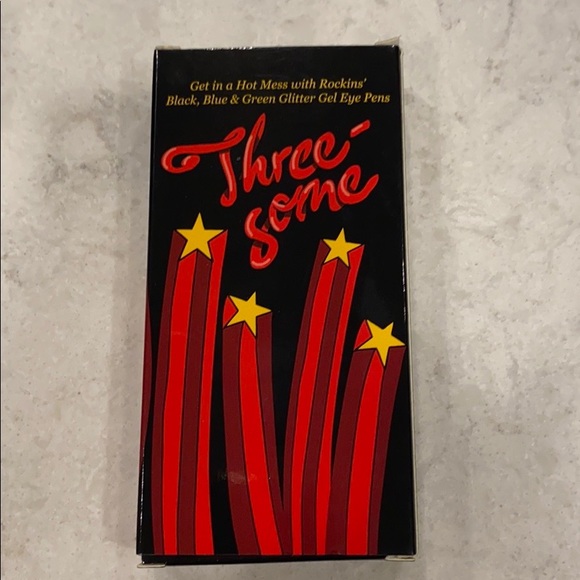 Get in a Hot Mess with Rockins'
Black, Blue & Green Glitter Gel Eye Pens
Three-
some